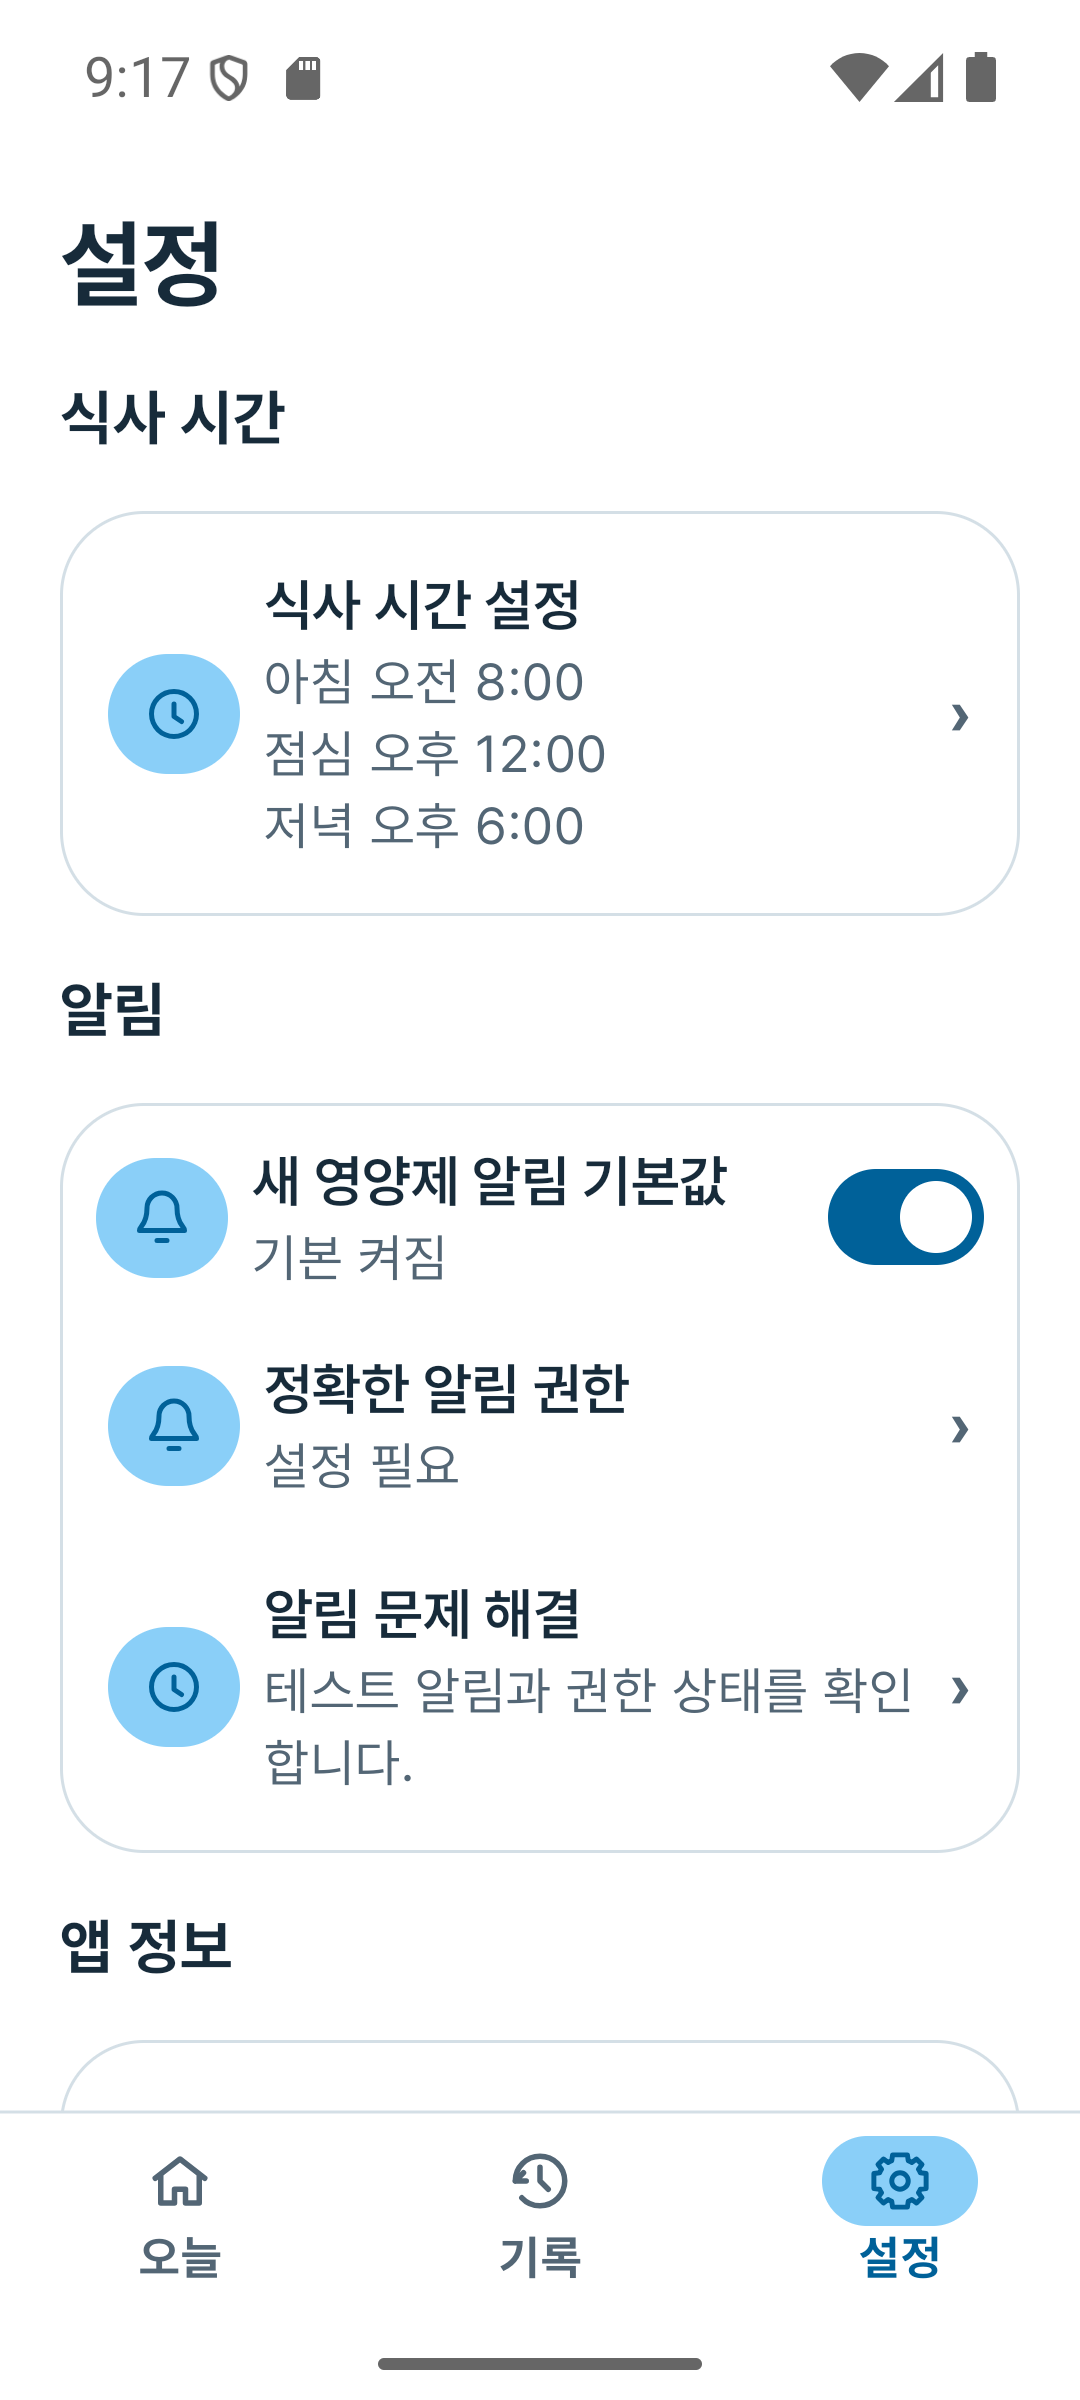 9:17
설정
식사 시간
식사 시간 설정
아침 오전 8:00
점심 오후 12:00
저녁 오후 6:00
알림
새 영양제 알림 기본값
기본 켜짐
정확한 알림 권한
설정 필요
알림 문제 해결
테스트 알림과 권한 상태를 확인
합니다.
앱 정보
오늘
기록
설정